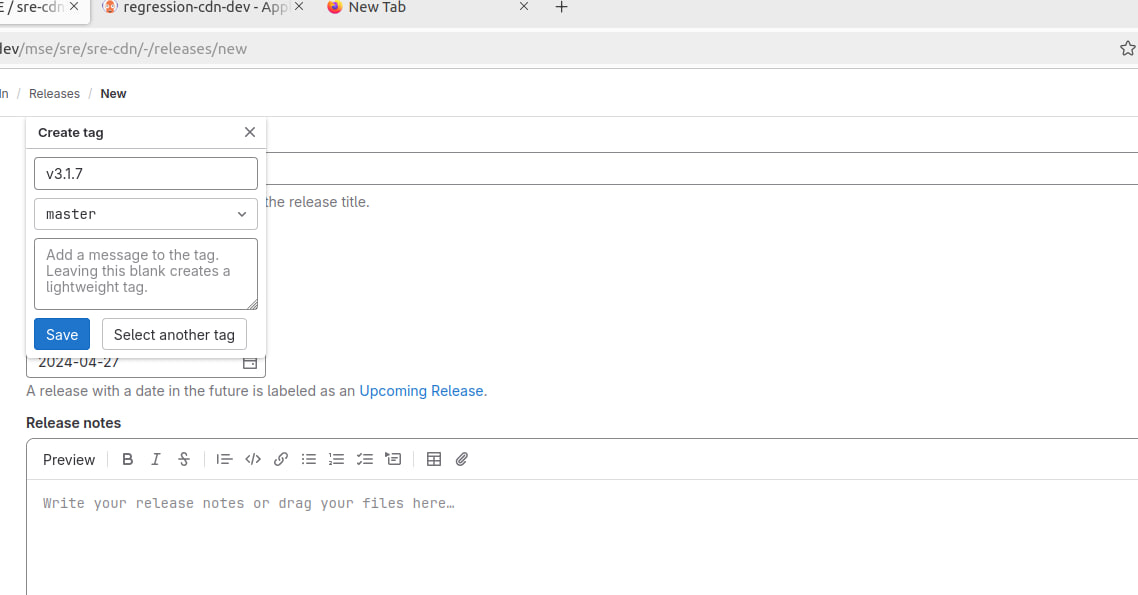 E / sre-cdn
regression-cdn-dev - Appl
New Tab
dev/mse/sre/sre-cdn/-/releases/new
dn / Releases / New
Create tag
v3.1.7
the release title.
master
Add a message to the tag.
Leaving this blank creates a
lightweight tag.
Save
Select another tag
2024-04-27
A release with a date in the future is labeled as an Upcoming Release.
Release notes
Preview
Write your release notes or drag your files here…